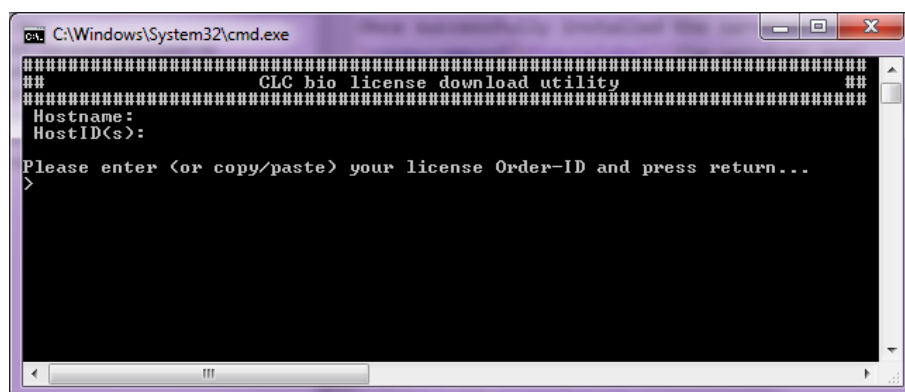 C:\Windows\System32\cmd.exe
###########################################################################
## CLC bio license download utility ##
###########################################################################
Hostname:
HostID(s):
Please enter (or copy/paste) your license Order-ID and press return...
>